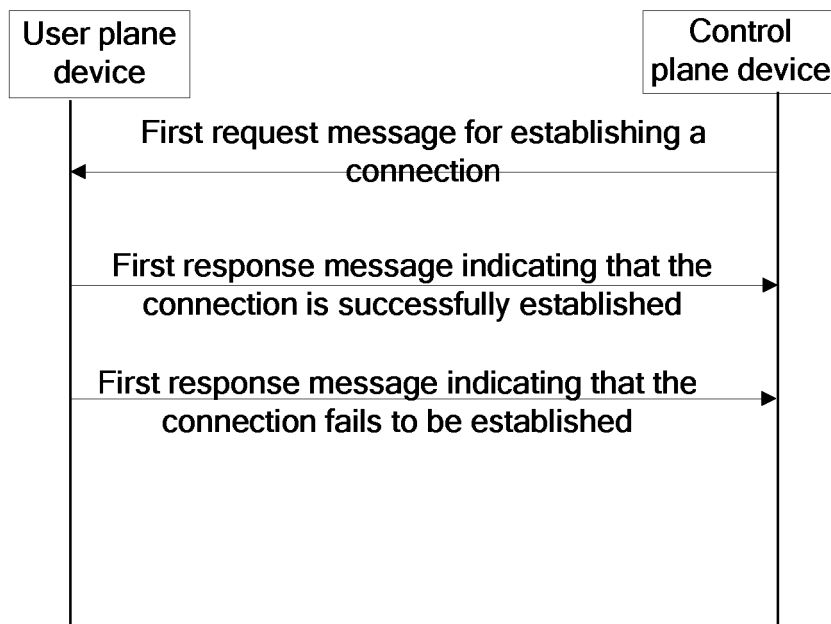 User plane
device
Control
plane device
First request message for establishing a
connection
First response message indicating that the
connection is successfully established
First response message indicating that the
connection fails to be established